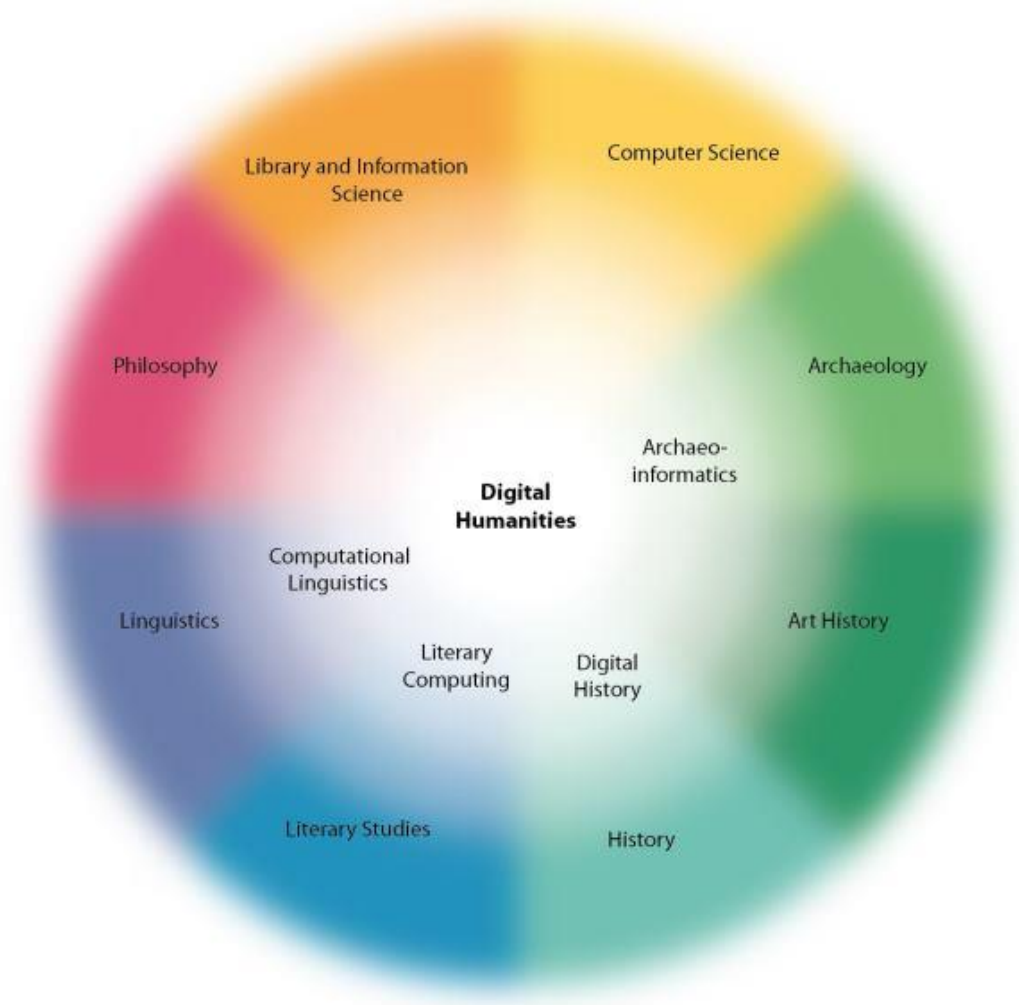 Library and Information
Science
Computer Science
Philosophy
Archaeology
Archaeo-
informatics
Digital
Humanities
Computational
Linguistics
Linguistics
Art History
Literary
Computing
Digital
History
Literary Studies
History